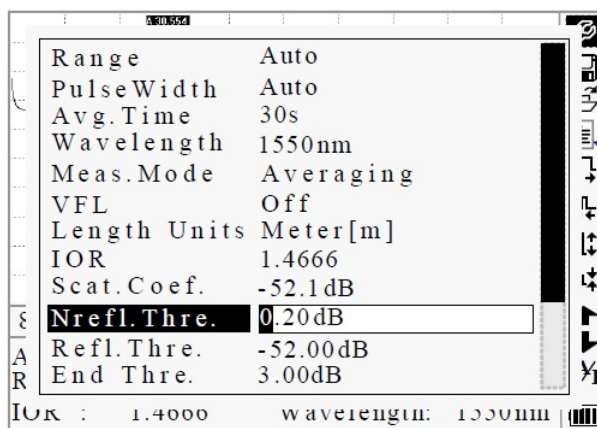 A 30.554
Range Auto
PulseWidth Auto
Avg.Time 30s
Wavelength 1550nm
Meas.Mode Averaging
VFL Off
Length Units Meter[m]
IOR 1.4666
Scat.Coef. -52.1dB
Nrefl.Thre. 0.20dB
Refl.Thre. -52.00dB
End Thre. 3.00dB
A
R
IOR : 1.4666 Wavelength: 1550nm